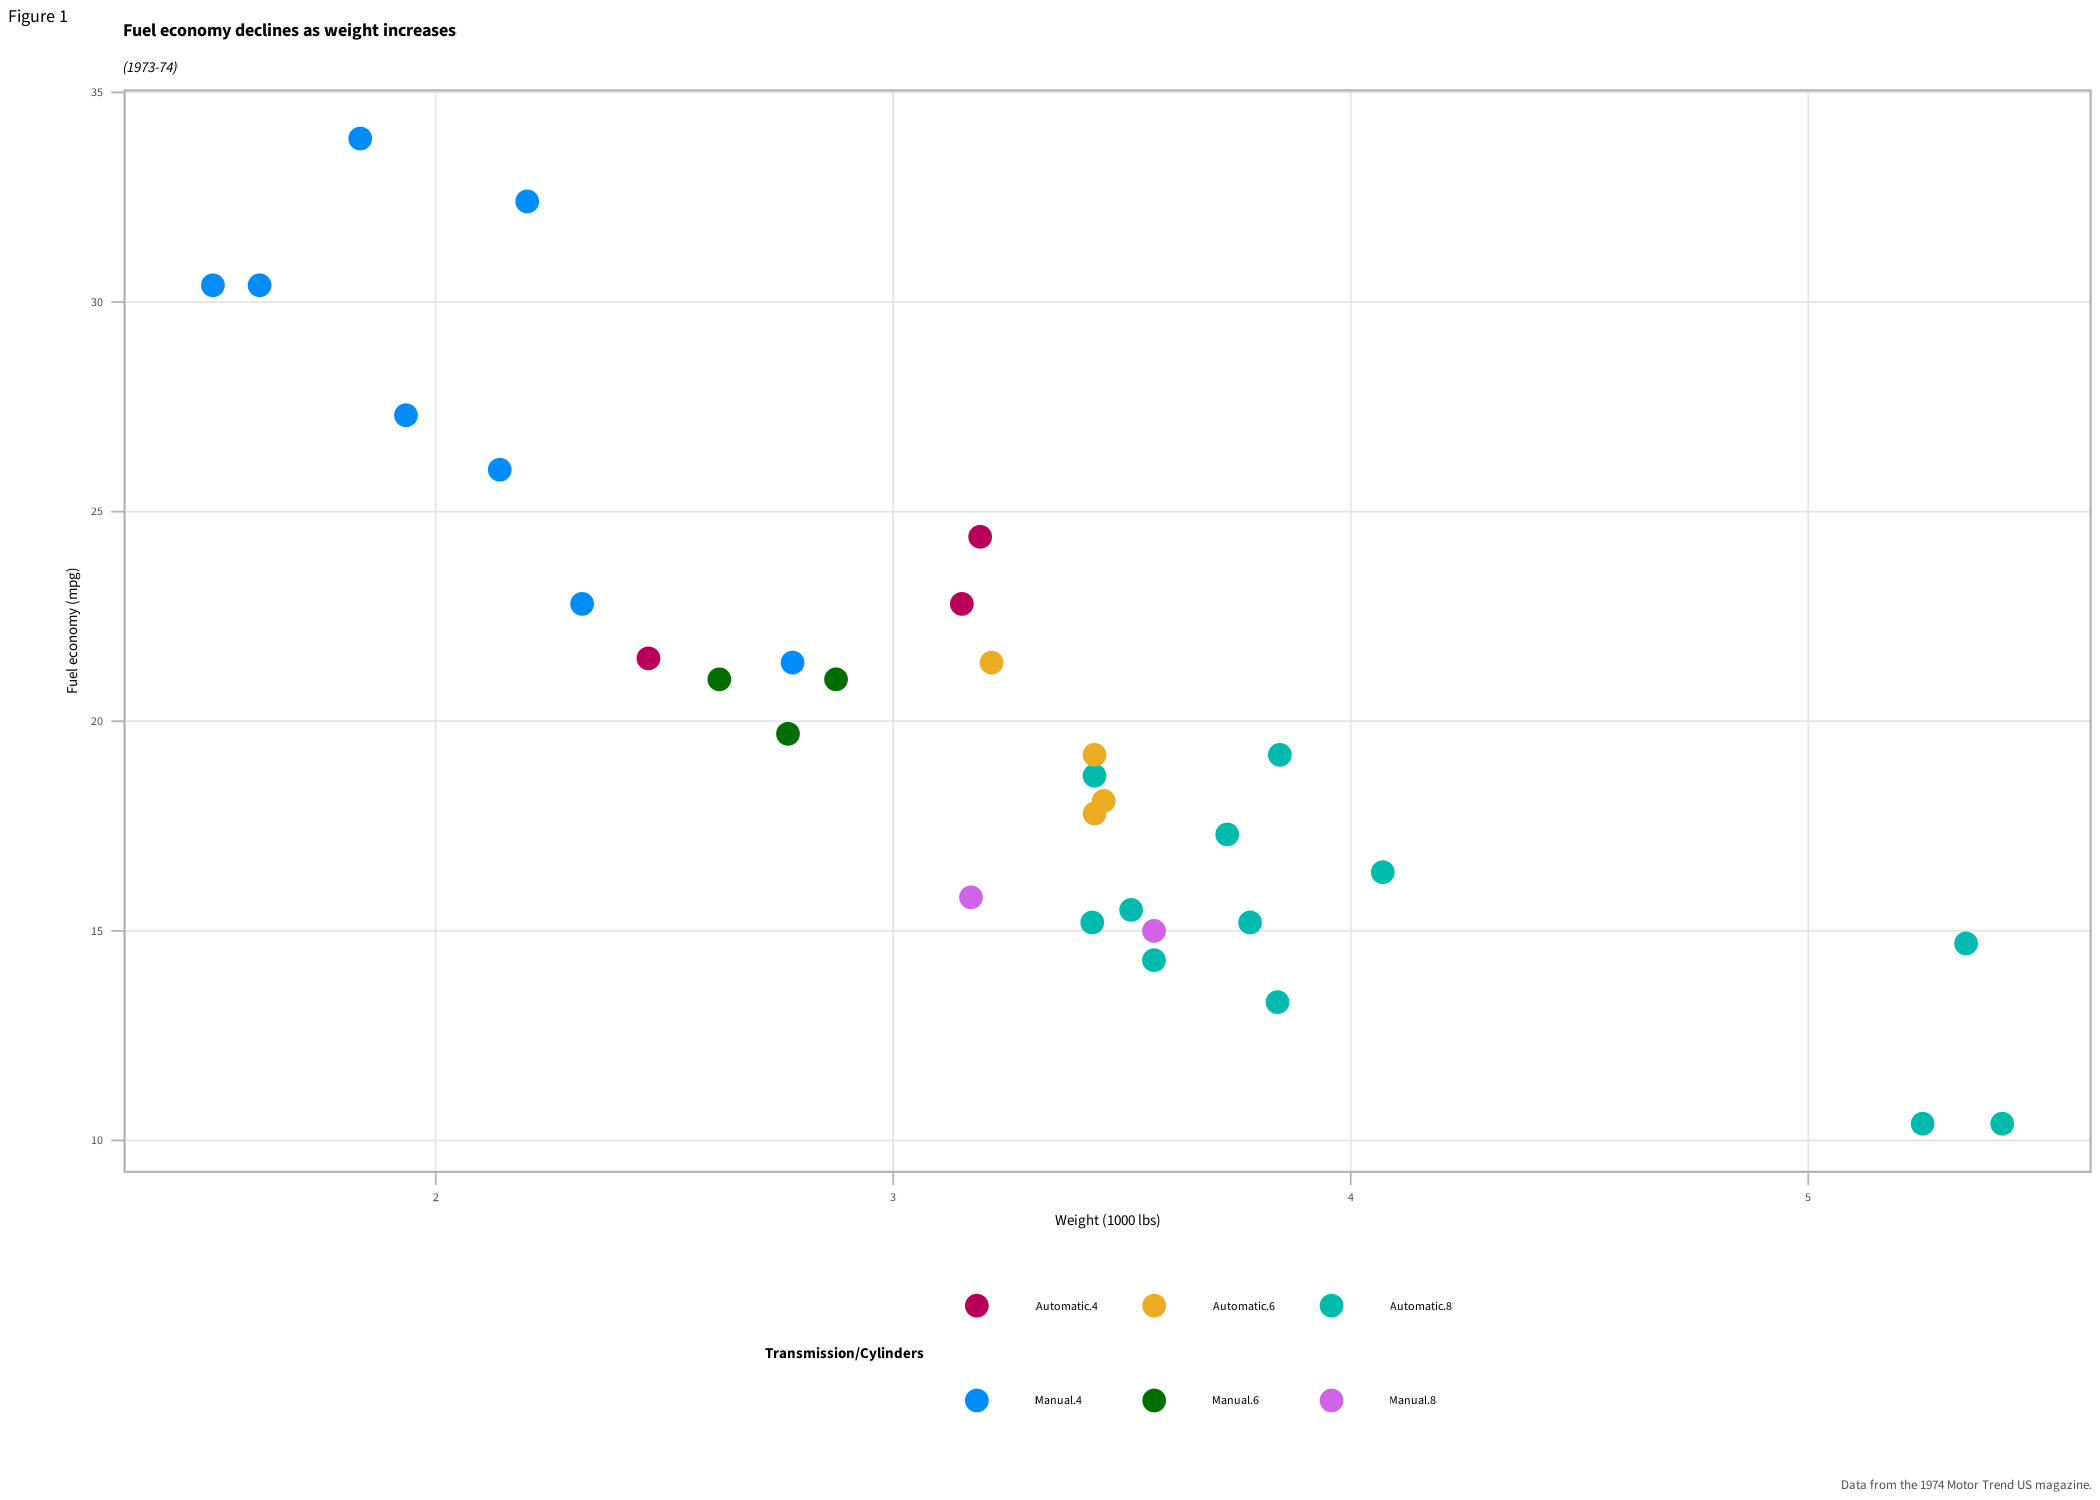 Figure 1
Fuel economy declines as weight increases
(1973-74)
35
30
25
20
15
10
Fuel economy (mpg)
2 3 4 5
Weight (1000 lbs)
Transmission/Cylinders
Automatic.4 Automatic.6 Automatic.8
Manual.4 Manual.6 Manual.8
Data from the 1974 Motor Trend US magazine.